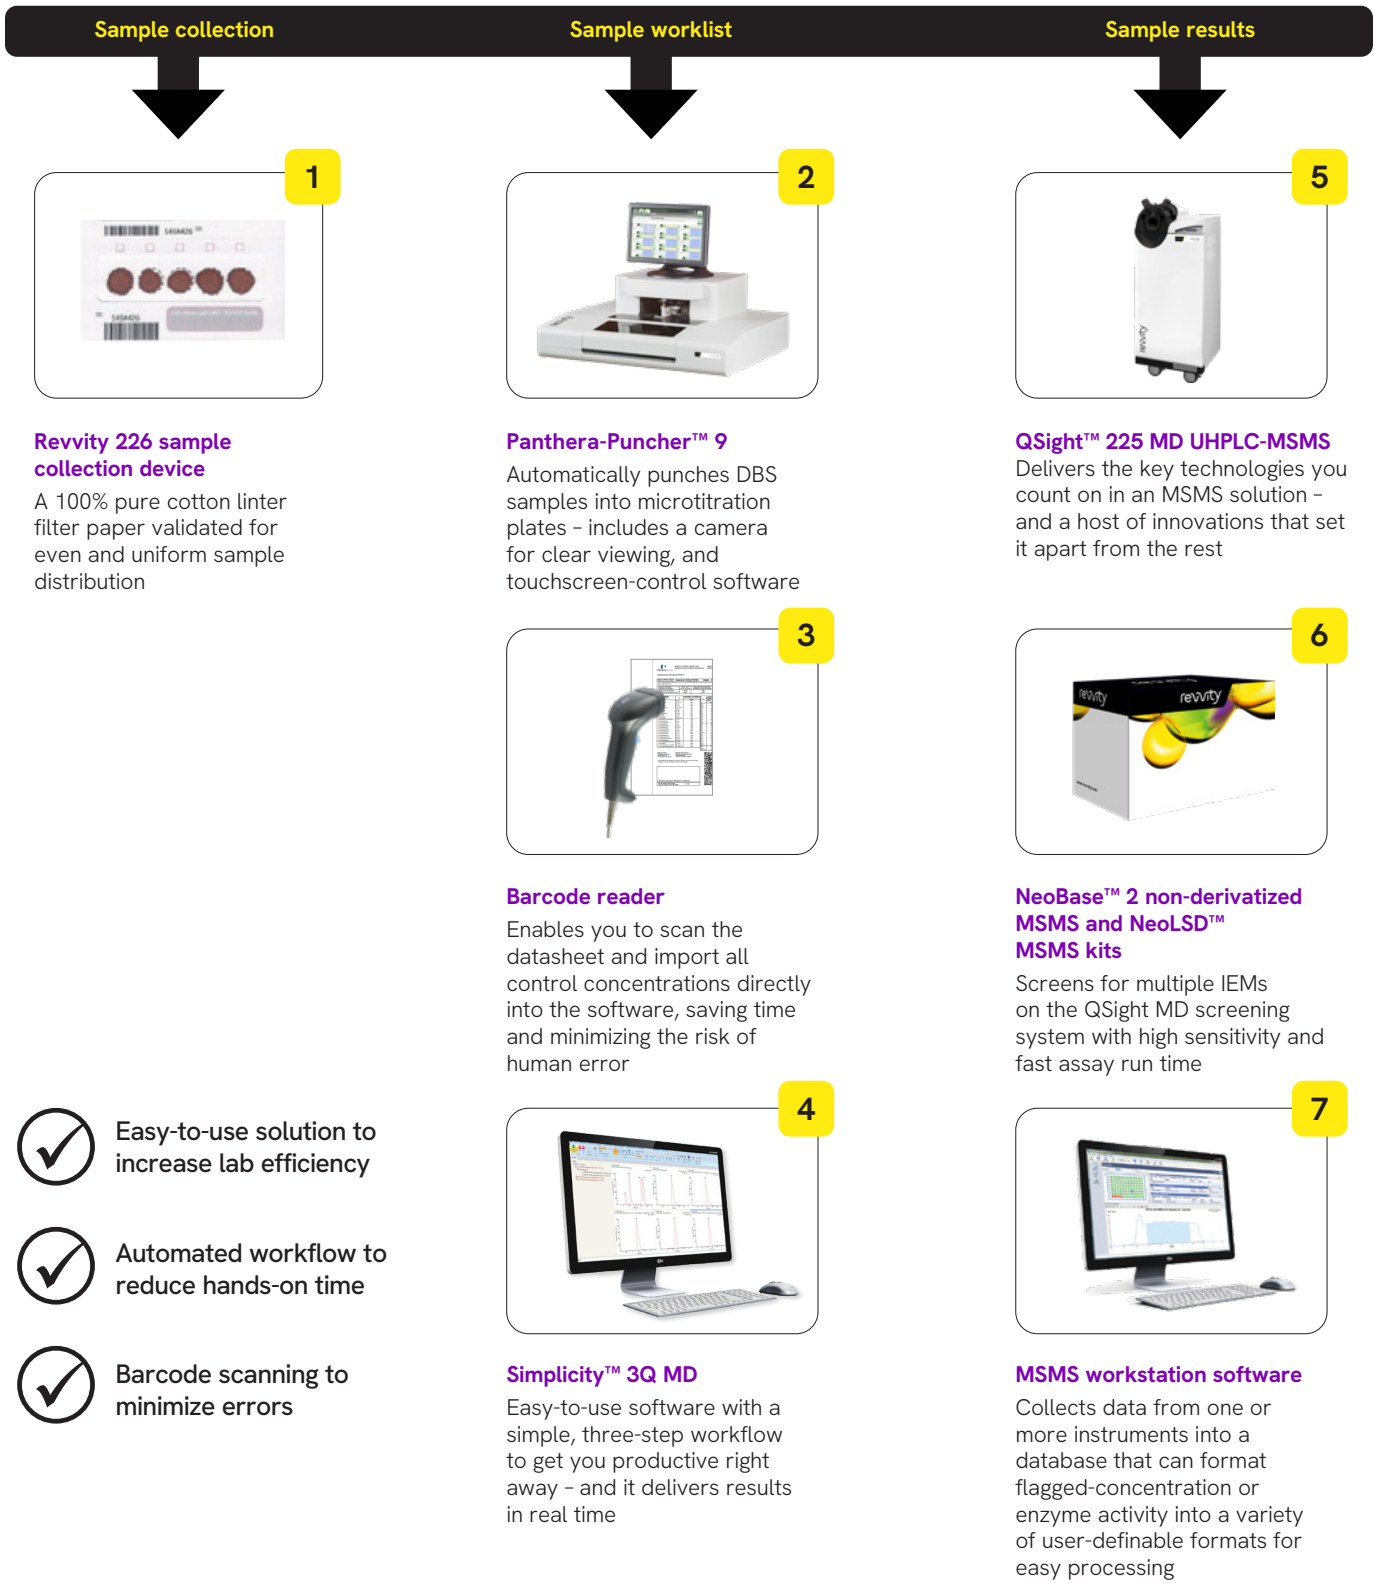 Sample collection
Sample worklist
Sample results
1
549A426
549A426
Revvity 226 sample
collection device
A 100% pure cotton linter
filter paper validated for
even and uniform sample
distribution
2
revvity
Panthera-Puncher™ 9
Automatically punches DBS
samples into microtitration
plates – includes a camera
for clear viewing, and
touchscreen-control software
3
Barcode reader
Enables you to scan the
datasheet and import all
control concentrations directly
into the software, saving time
and minimizing the risk of
human error
4
Simplicity™ 3Q MD
Easy-to-use software with a
simple, three-step workflow
to get you productive right
away – and it delivers results
in real time
5
revvity
QSight™ 225 MD UHPLC-MSMS
Delivers the key technologies you
count on in an MSMS solution –
and a host of innovations that set
it apart from the rest
6
revvity
revvity
NeoBase™ 2 non-derivatized
MSMS and NeoLSD™
MSMS kits
Screens for multiple IEMs
on the QSight MD screening
system with high sensitivity and
fast assay run time
7
MSMS workstation software
Collects data from one or
more instruments into a
database that can format
flagged-concentration or
enzyme activity into a variety
of user-definable formats for
easy processing
Easy-to-use solution to
increase lab efficiency
Automated workflow to
reduce hands-on time
Barcode scanning to
minimize errors